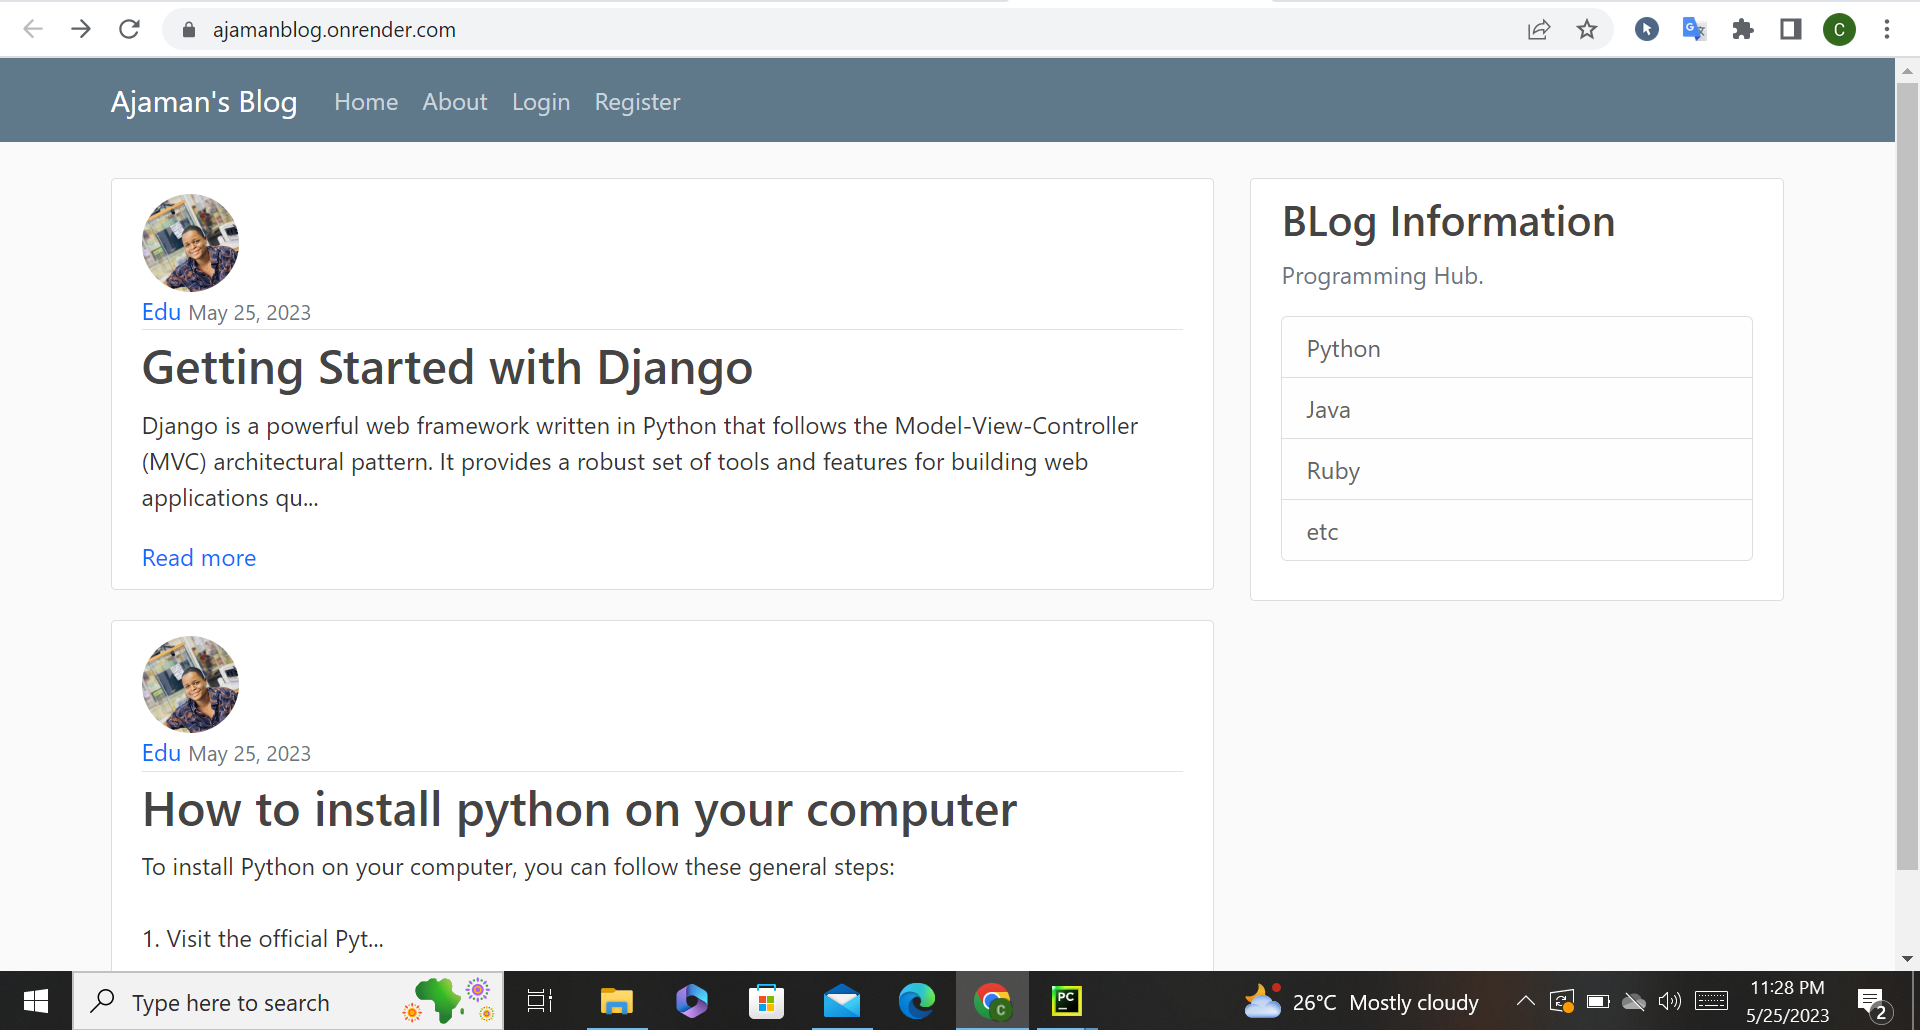 ajamanblog.onrender.com
C
Ajaman's Blog Home About Login Register
Edu May 25, 2023
Getting Started with Django
Django is a powerful web framework written in Python that follows the Model-View-Controller
(MVC) architectural pattern. It provides a robust set of tools and features for building web
applications qu...
Read more
BLog Information
Programming Hub.
Python
Java
Ruby
etc
Edu May 25, 2023
How to install python on your computer
To install Python on your computer, you can follow these general steps:
1. Visit the official Pyt...
Type here to search
C
PC
26°C Mostly cloudy
11:28 PM
5/25/2023
2